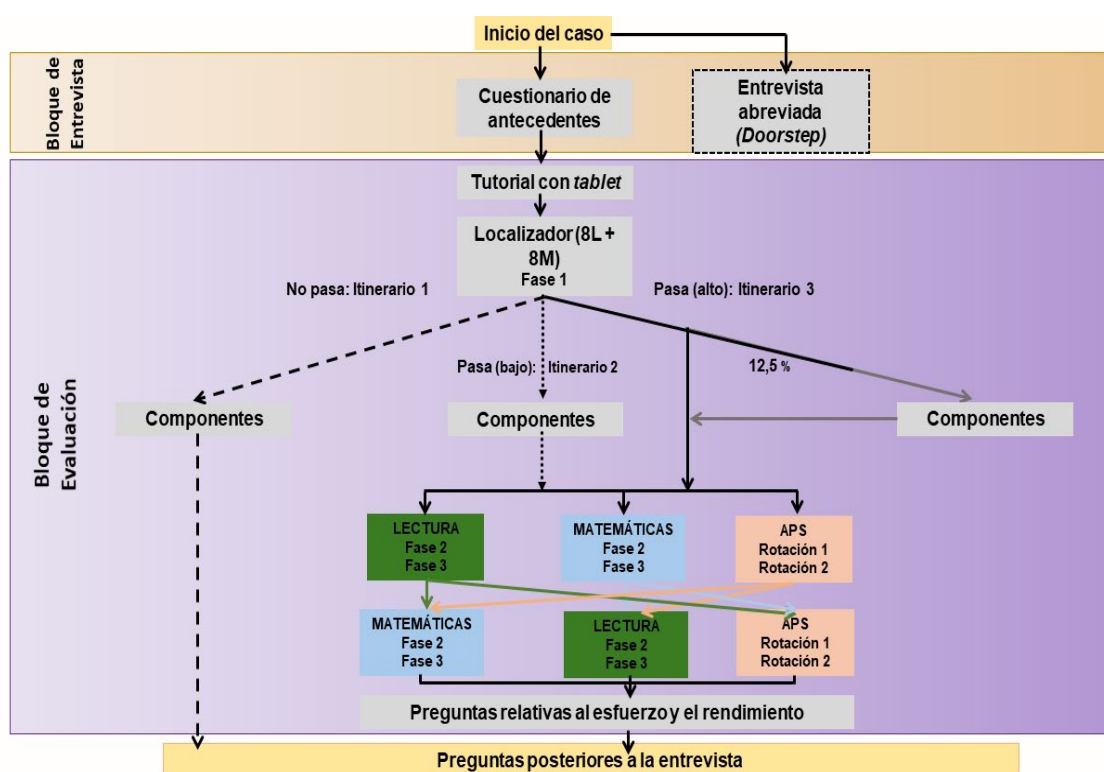 Inicio del caso
Bloque de
Entrevista
Cuestionario de
antecedentes
Entrevista
abreviada
(Doorstep)
Bloque de
Evaluación
Tutorial con tablet
Localizador (8L +
8M)
Fase 1
No pasa: Itinerario 1
Pasa (alto): Itinerario 3
Pasa (bajo): Itinerario 2
12,5 %
Componentes
Componentes
Componentes
LECTURA
Fase 2
Fase 3
MATEMÁTICAS
Fase 2
Fase 3
APS
Rotación 1
Rotación 2
MATEMÁTICAS
Fase 2
Fase 3
LECTURA
Fase 2
Fase 3
APS
Rotación 1
Rotación 2
Preguntas relativas al esfuerzo y el rendimiento
Preguntas posteriores a la entrevista